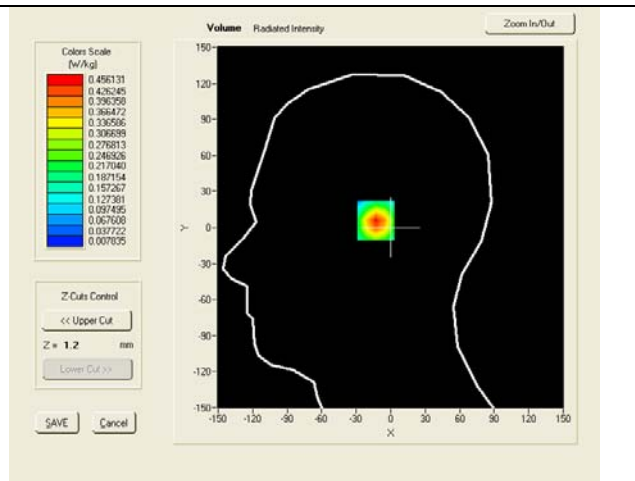 Volume Radiated Intensity
Zoom In/Out
Colors Scale
(W/kg)
0.456131
0.426245
0.396358
0.366472
0.336586
0.306699
0.276813
0.246926
0.217040
0.187154
0.157267
0.127381
0.097495
0.067608
0.037722
0.007835
Z-Cuts Control
<< Upper Cut
Z = 1.2 mm
Lower Cut >>
SAVE Cancel
150-
120-
90-
60-
30-
Y 0-
-30-
-60-
-90-
-120-
-150-
-150 -120 -90 -60 -30 0 30 60 90 120 150
X